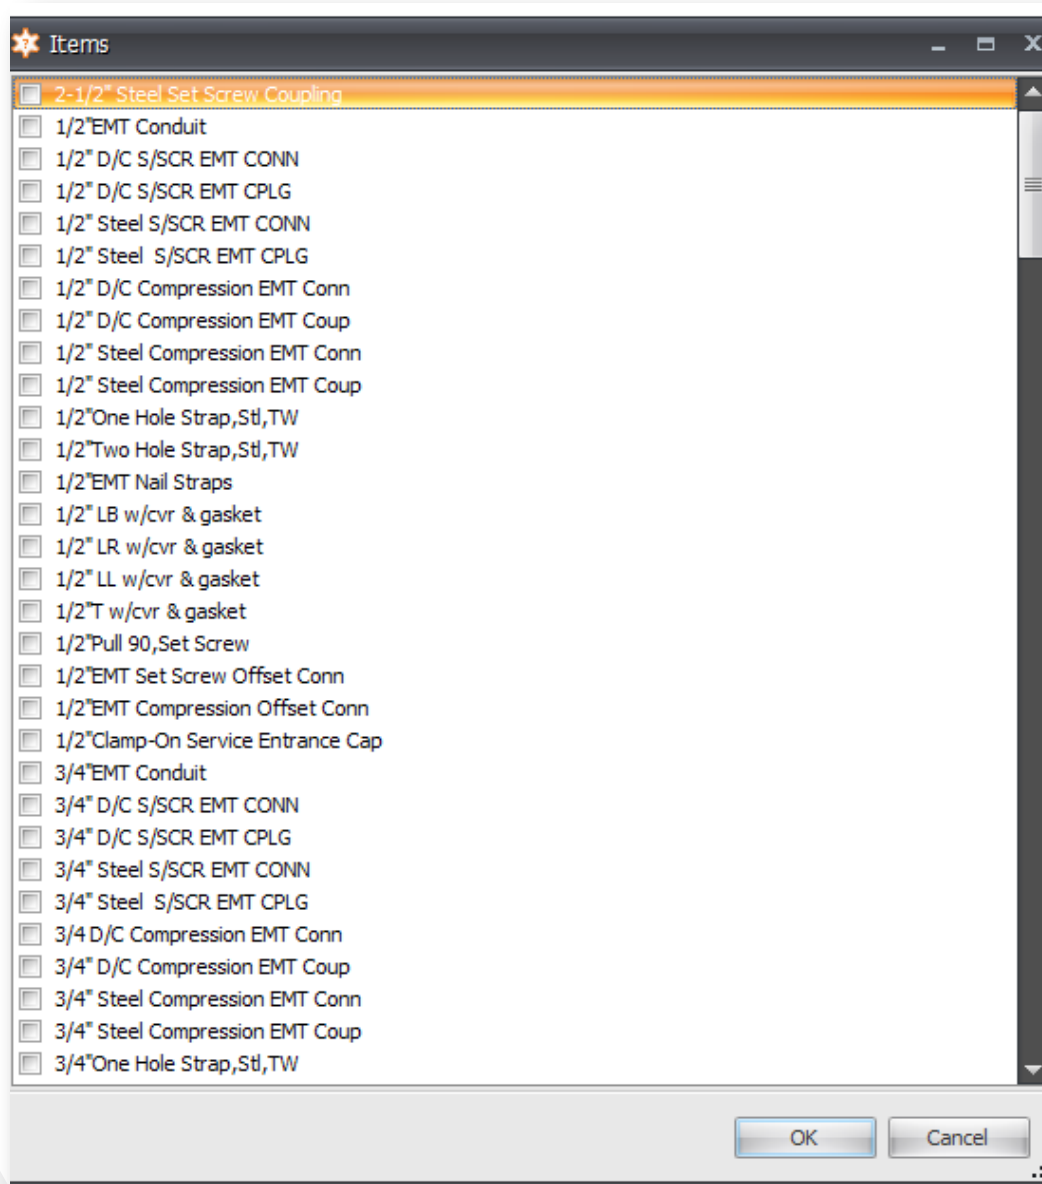 Items
2-1/2" Steel Set Screw Coupling
1/2"EMT Conduit
1/2" D/C S/SCR EMT CONN
1/2" D/C S/SCR EMT CPLG
1/2" Steel S/SCR EMT CONN
1/2" Steel  S/SCR EMT CPLG
1/2" D/C Compression EMT Conn
1/2" D/C Compression EMT Coup
1/2" Steel Compression EMT Conn
1/2" Steel Compression EMT Coup
1/2"One Hole Strap,Stl,TW
1/2"Two Hole Strap,Stl,TW
1/2"EMT Nail Straps
1/2" LB w/cvr & gasket
1/2" LR w/cvr & gasket
1/2" LL w/cvr & gasket
1/2"T w/cvr & gasket
1/2"Pull 90,Set Screw
1/2"EMT Set Screw Offset Conn
1/2"EMT Compression Offset Conn
1/2"Clamp-On Service Entrance Cap
3/4"EMT Conduit
3/4" D/C S/SCR EMT CONN
3/4" D/C S/SCR EMT CPLG
3/4" Steel S/SCR EMT CONN
3/4" Steel  S/SCR EMT CPLG
3/4 D/C Compression EMT Conn
3/4" D/C Compression EMT Coup
3/4" Steel Compression EMT Conn
3/4" Steel Compression EMT Coup
3/4"One Hole Strap,Stl,TW
OK Cancel